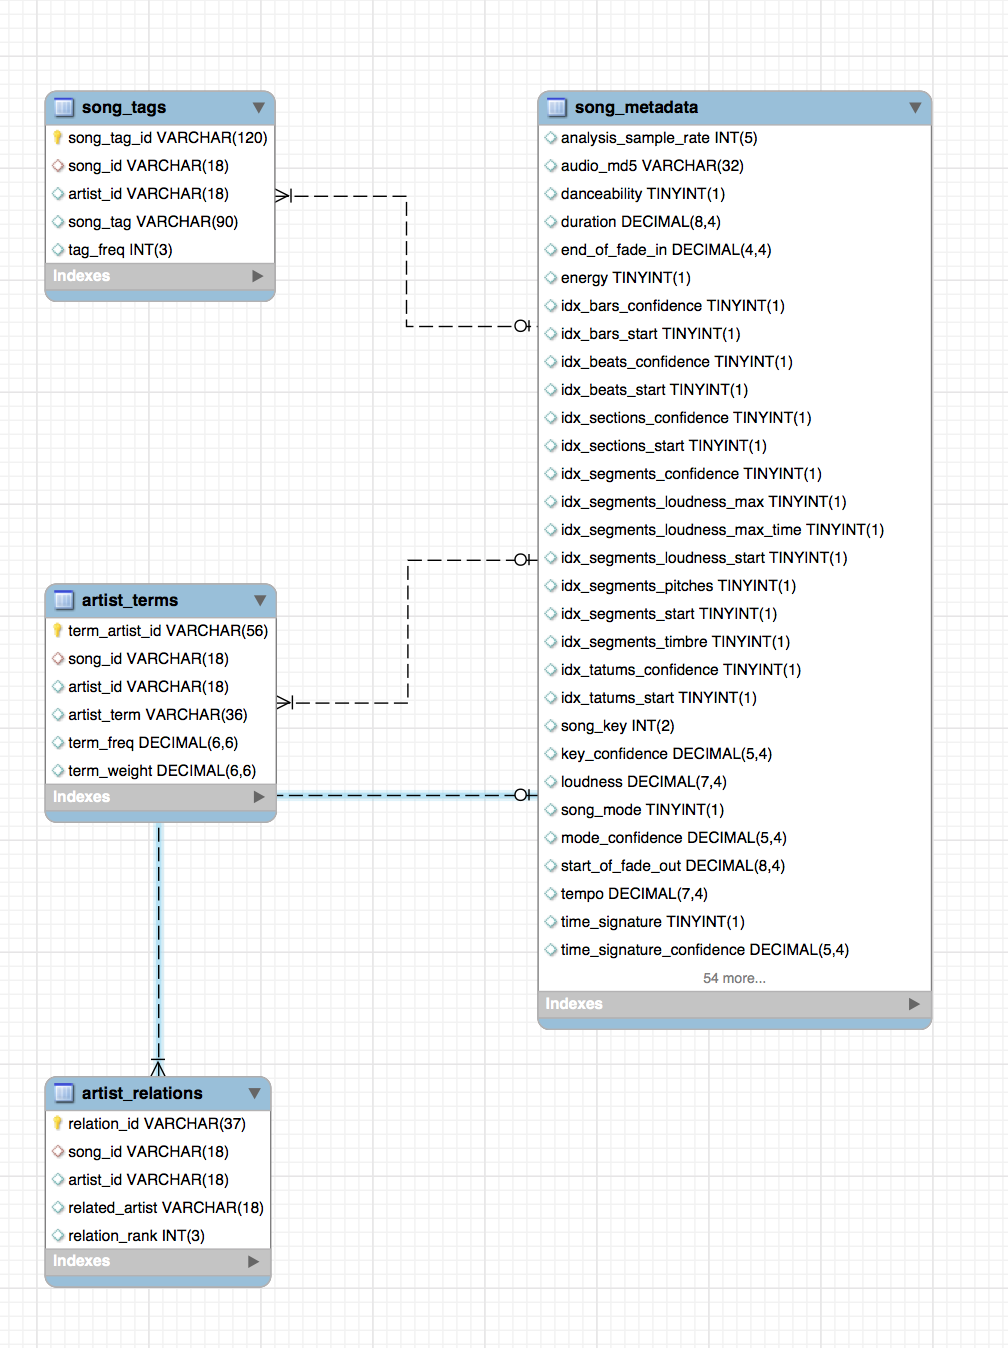 song_tags
song_tag_id VARCHAR(120)
song_id VARCHAR(18)
artist_id VARCHAR(18)
song_tag VARCHAR(90)
tag_freq INT(3)
Indexes
song_metadata
analysis_sample_rate INT(5)
audio_md5 VARCHAR(32)
danceability TINYINT(1)
duration DECIMAL(8,4)
end_of_fade_in DECIMAL(4,4)
energy TINYINT(1)
idx_bars_confidence TINYINT(1)
idx_bars_start TINYINT(1)
idx_beats_confidence TINYINT(1)
idx_beats_start TINYINT(1)
idx_sections_confidence TINYINT(1)
idx_sections_start TINYINT(1)
idx_segments_confidence TINYINT(1)
idx_segments_loudness_max TINYINT(1)
idx_segments_loudness_max_time TINYINT(1)
idx_segments_loudness_start TINYINT(1)
idx_segments_pitches TINYINT(1)
idx_segments_start TINYINT(1)
idx_segments_timbre TINYINT(1)
idx_tatums_confidence TINYINT(1)
idx_tatums_start TINYINT(1)
song_key INT(2)
key_confidence DECIMAL(5,4)
loudness DECIMAL(7,4)
song_mode TINYINT(1)
mode_confidence DECIMAL(5,4)
start_of_fade_out DECIMAL(8,4)
tempo DECIMAL(7,4)
time_signature TINYINT(1)
time_signature_confidence DECIMAL(5,4)
54 more...
Indexes
artist_terms
term_artist_id VARCHAR(56)
song_id VARCHAR(18)
artist_id VARCHAR(18)
artist_term VARCHAR(36)
term_freq DECIMAL(6,6)
term_weight DECIMAL(6,6)
Indexes
artist_relations
relation_id VARCHAR(37)
song_id VARCHAR(18)
artist_id VARCHAR(18)
related_artist VARCHAR(18)
relation_rank INT(3)
Indexes